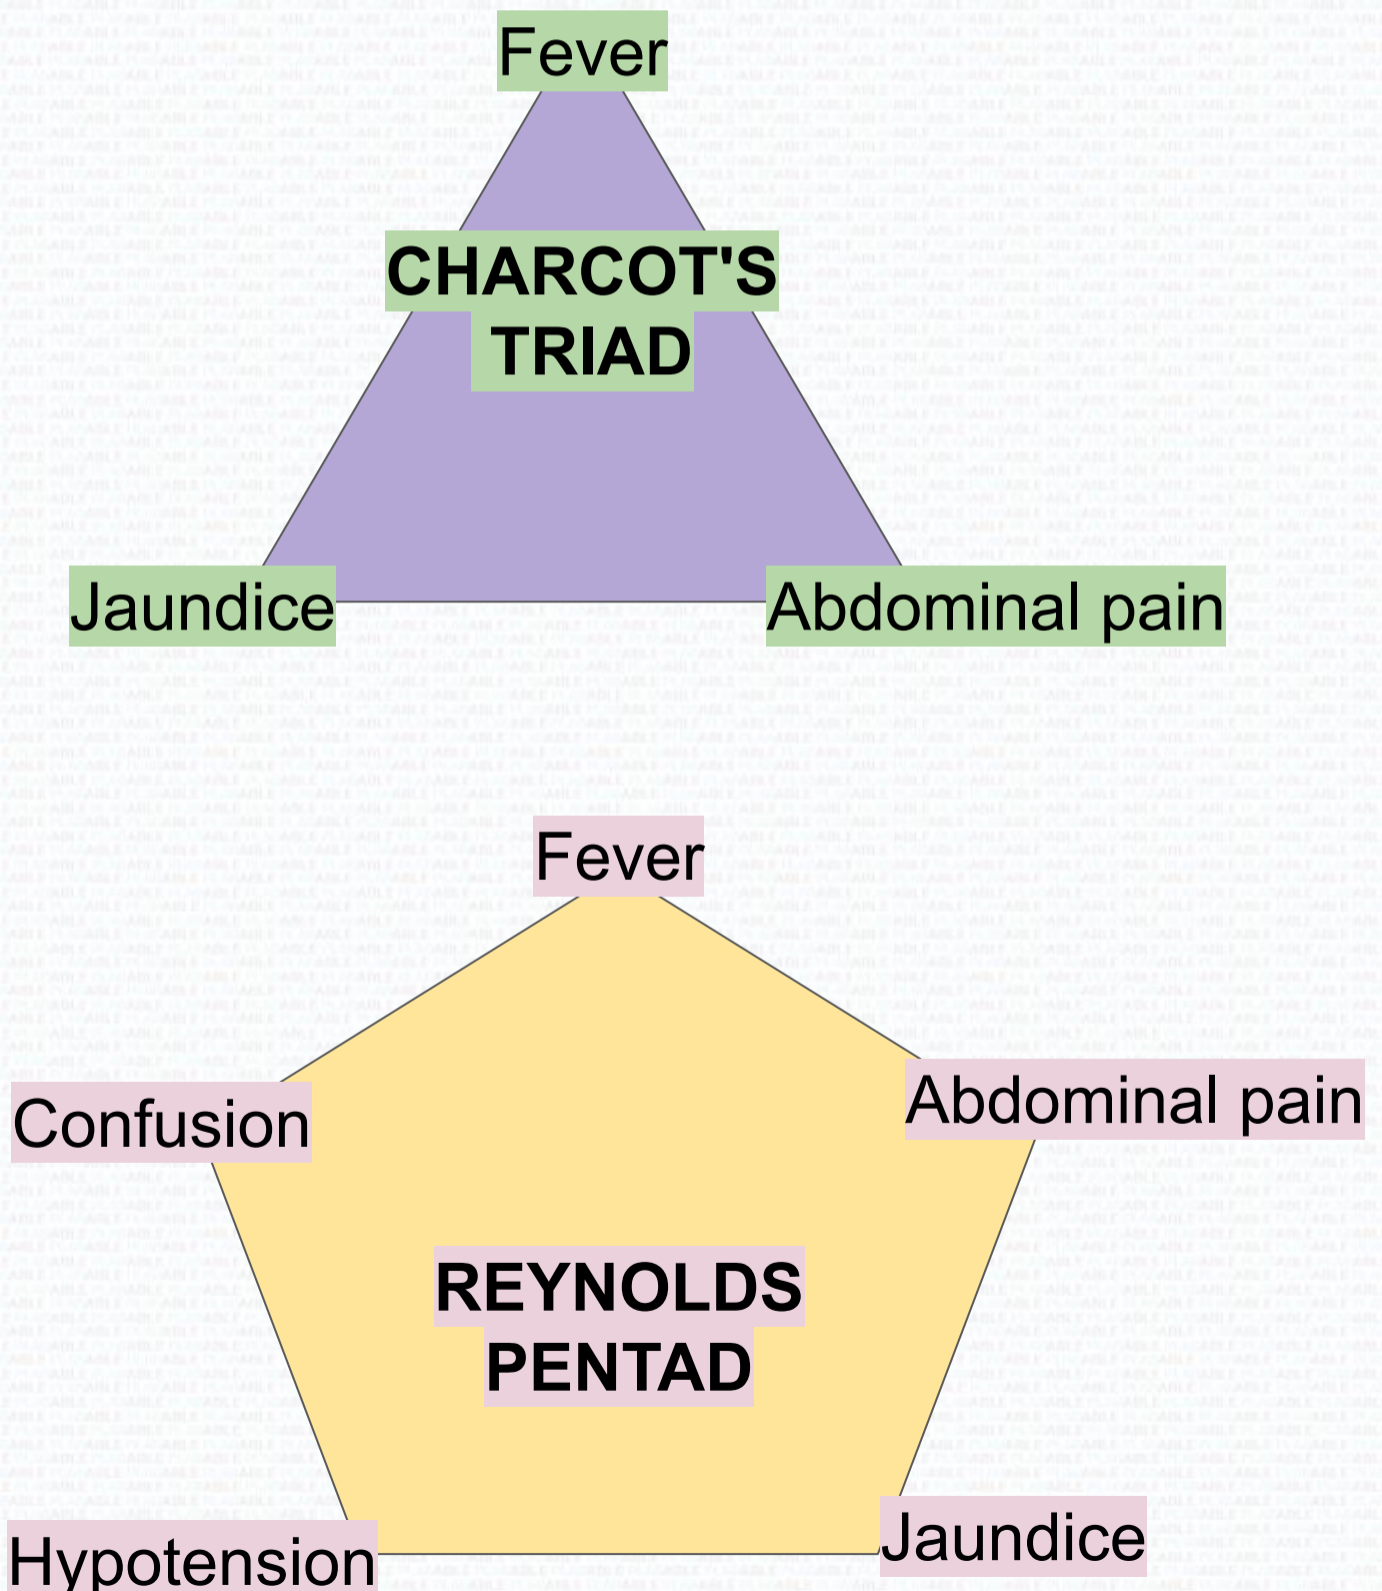 Fever
CHARCOT'S
TRIAD
Jaundice
Abdominal pain
Fever
Confusion
Abdominal pain
REYNOLDS
PENTAD
Hypotension
Jaundice